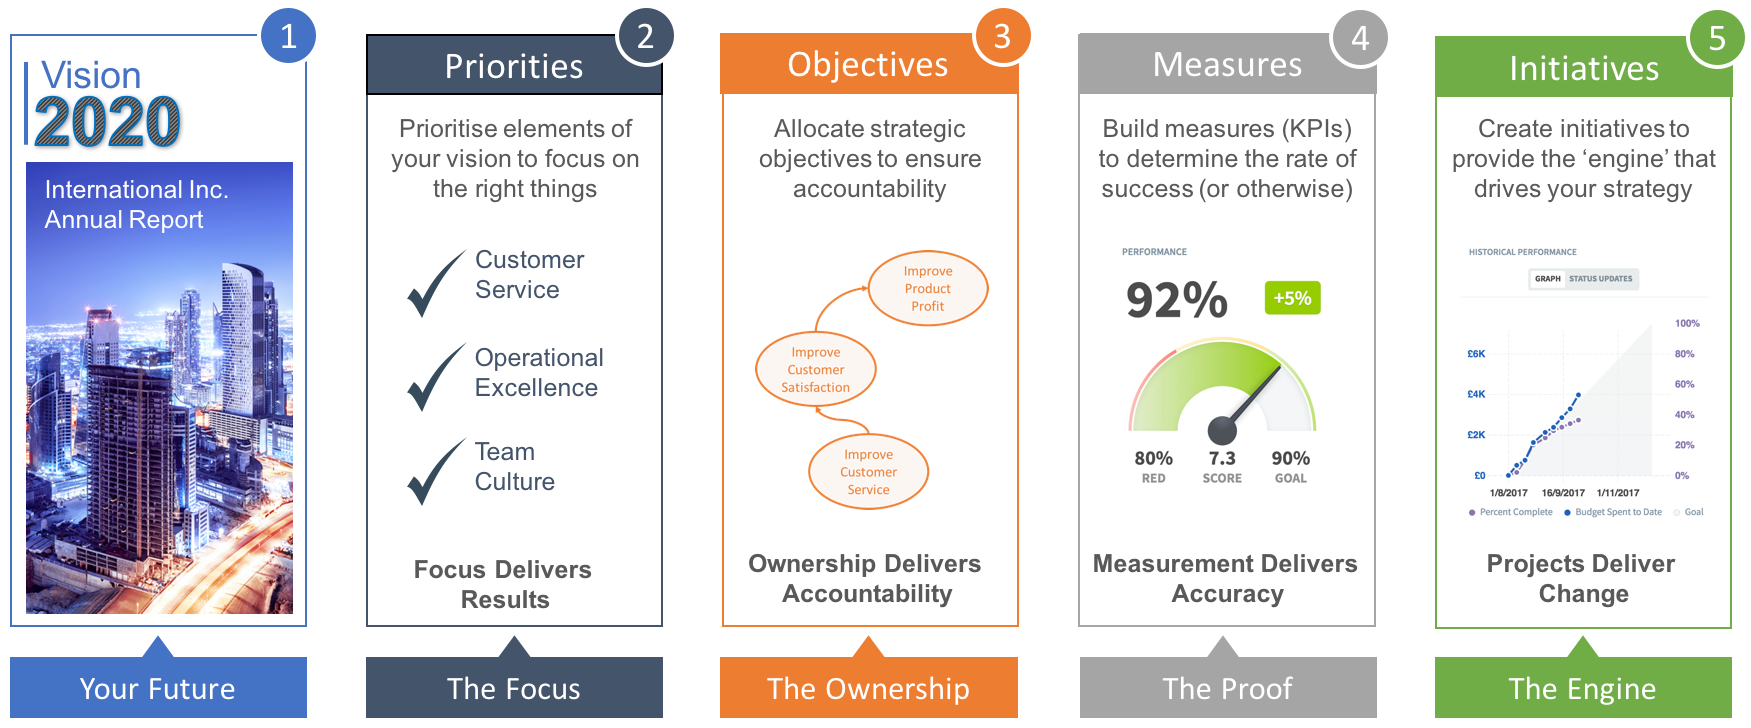 1
Vision
2020
International Inc.
Annual Report
Your Future
2
Priorities
Prioritise elements of
your vision to focus on
the right things
Customer
Service
Operational
Excellence
Team
Culture
Focus Delivers
Results
The Focus
3
Objectives
Allocate strategic
objectives to ensure
accountability
Improve
Product
Profit
Improve
Customer
Satisfaction
Improve
Customer
Service
Ownership Delivers
Accountability
The Ownership
4
Measures
Build measures (KPIs)
to determine the rate of
success (or otherwise)
PERFORMANCE
92%
+5%
80% 7.3 90%
RED SCORE GOAL
Measurement Delivers
Accuracy
The Proof
5
Initiatives
Create initiatives to
provide the ‘engine’ that
drives your strategy
HISTORICAL PERFORMANCE
GRAPH STATUS UPDATES
100%
£6K 80%
60%
£4K 40%
£2K 20%
£0 0%
1/8/2017 16/9/2017 1/11/2017
Percent Complete Budget Spent to Date Goal
Projects Deliver
Change
The Engine